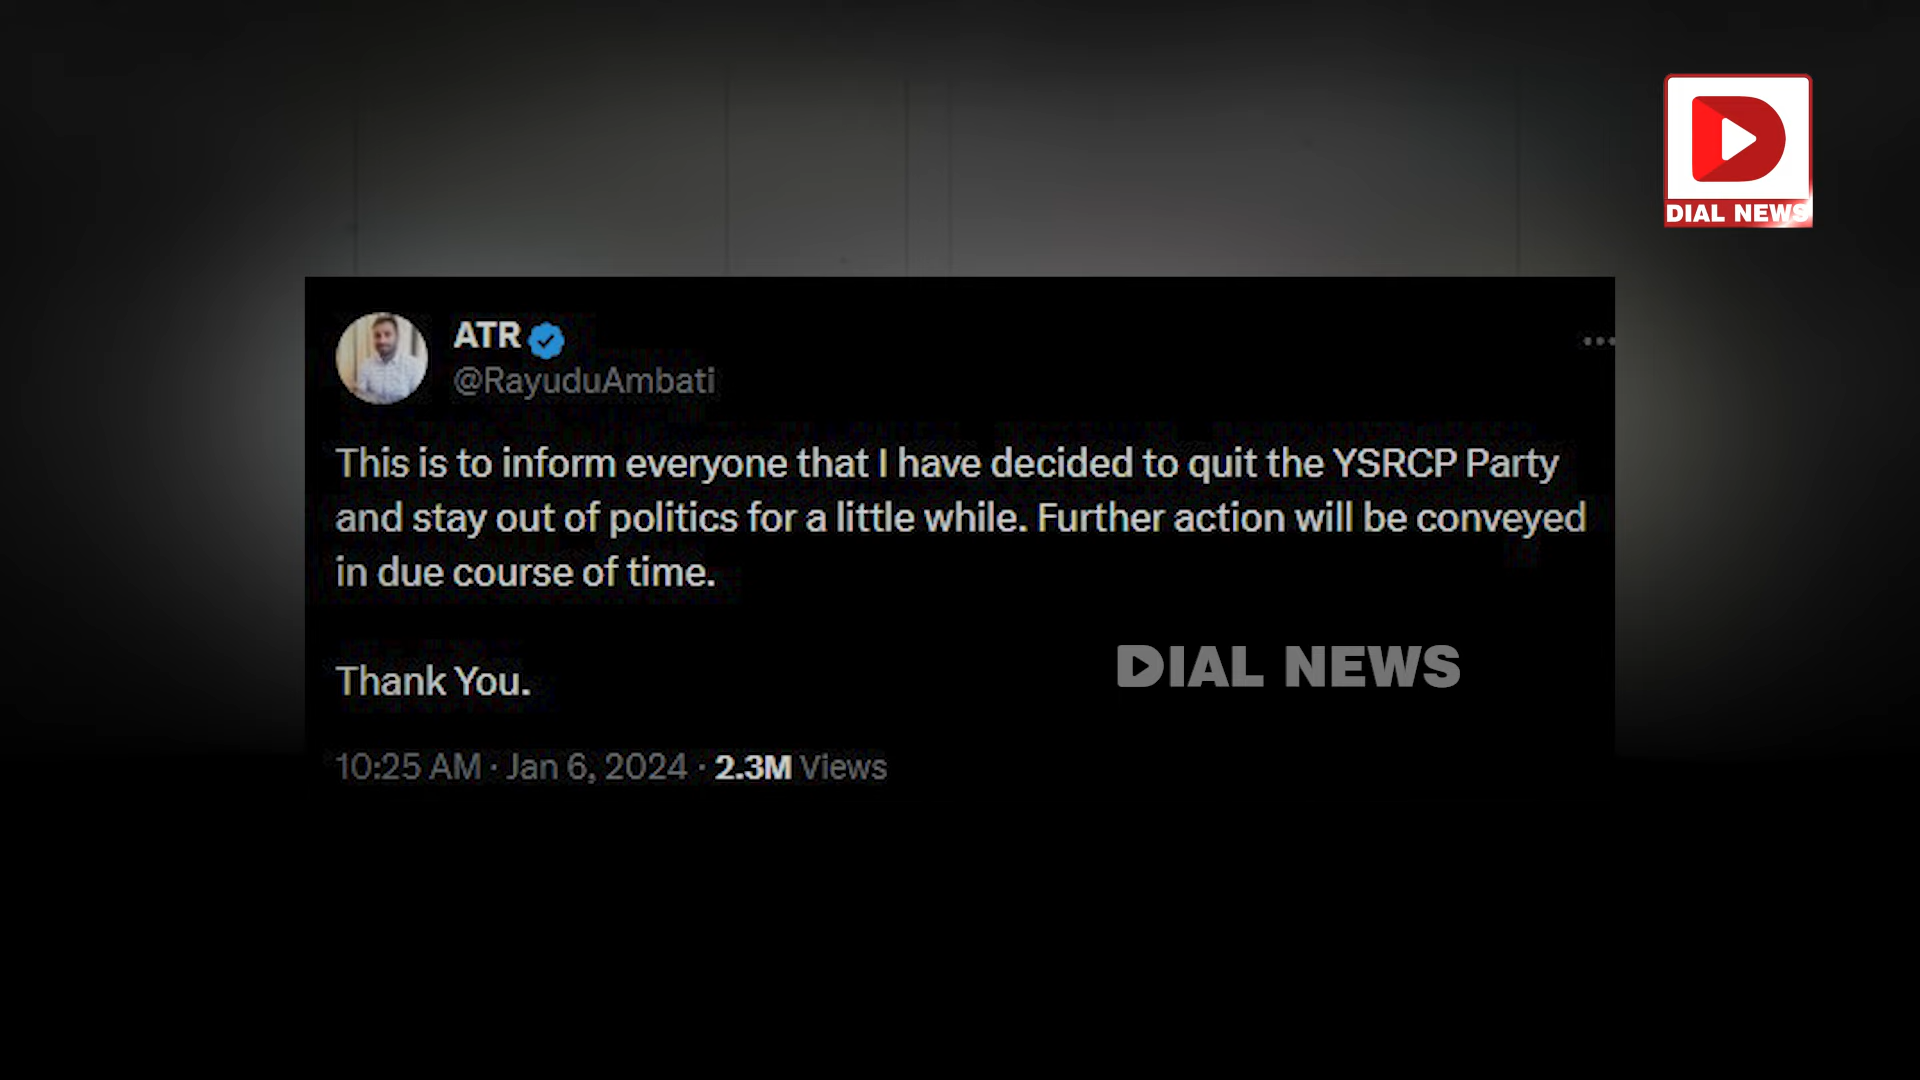 DIAL NEWS
ATR
@RayuduAmbati
This is to inform everyone that I have decided to quit the YSRCP Party
and stay out of politics for a little while. Further action will be conveyed
in due course of time.
Thank You.
DIAL NEWS
10:25 AM · Jan 6, 2024 · 2.3M Views